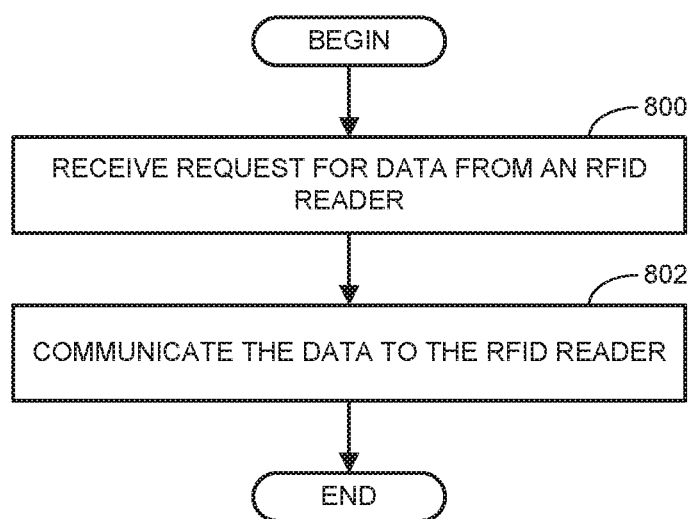 BEGIN
800
RECEIVE REQUEST FOR DATA FROM AN RFID
READER
802
COMMUNICATE THE DATA TO THE RFID READER
END